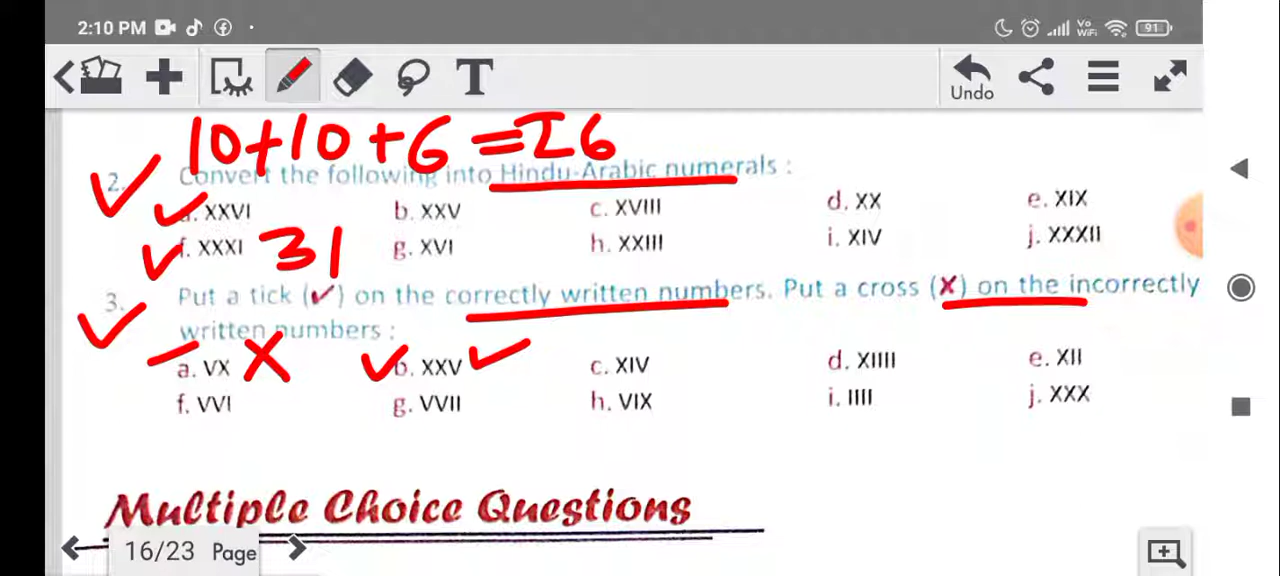 2:10 PM
Vo WiFi 91
T
Undo
10+10+6=26
2. Convert the following into Hindu-Arabic numerals :
a. XXVI b. XXV c. XVIII d. XX e. XIX
f. XXXI 31 g. XVI h. XXIII i. XIV j. XXXII
3. Put a tick (✓) on the correctly written numbers. Put a cross (X) on the incorrectly
written numbers :
a. VX X b. XXV ✓ c. XIV d. XIIII e. XII
f. VVI g. VVII h. VIX i. IIII j. XXX
Multiple Choice Questions
16/23 Page